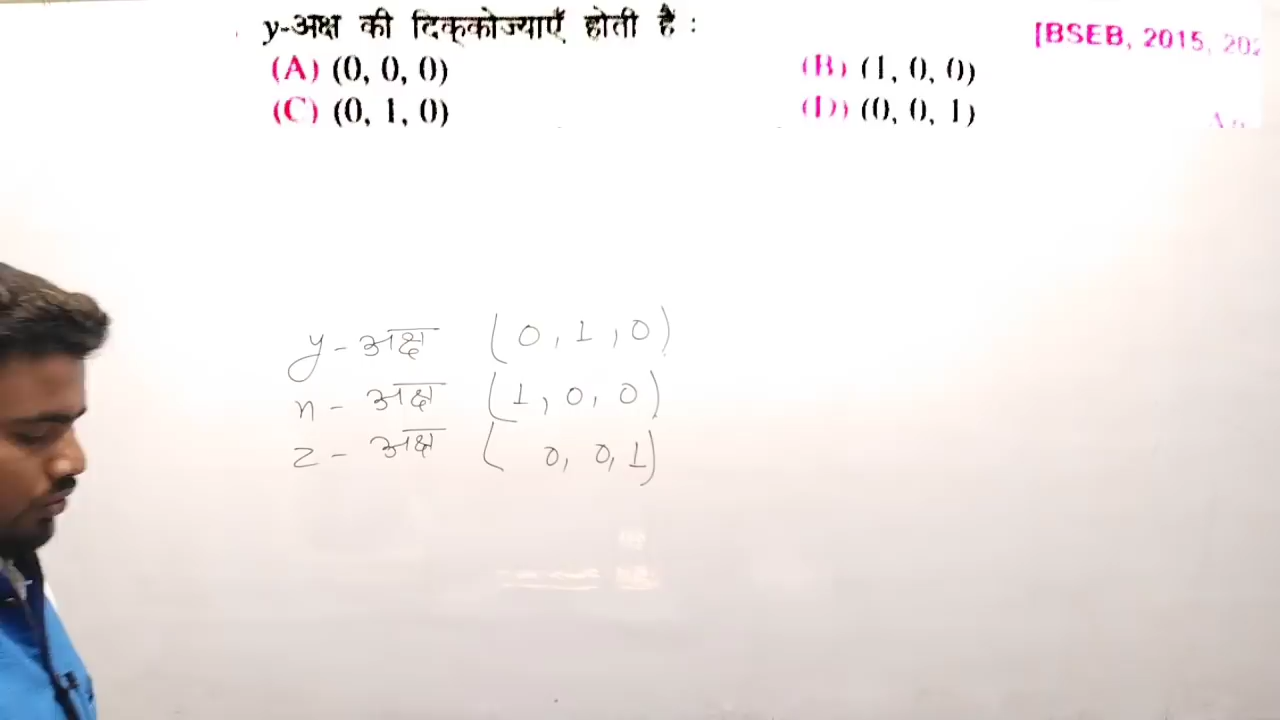 y-अक्ष की दिक्कोज्याएँ होती हैं :
[BSEB, 2015, 202
(A) (0, 0, 0)
(B) (1, 0, 0)
(C) (0, 1, 0)
(D) (0, 0, 1)
y - अक्ष (0, 1, 0)
n - अक्ष (1, 0, 0)
z - अक्ष (0, 0, 1)